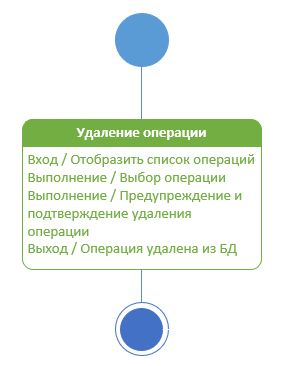 Удаление операции
Вход / Отобразить список операций
Выполнение / Выбор операции
Выполнение / Предупреждение и
подтверждение удаления
операции
Выход / Операция удалена из БД